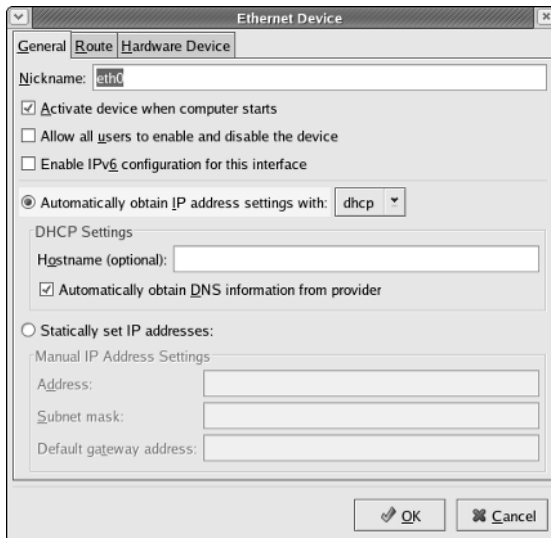 Ethernet Device
General Route Hardware Device
Nickname: eth0
Activate device when computer starts
Allow all users to enable and disable the device
Enable IPv6 configuration for this interface
Automatically obtain IP address settings with: dhcp
DHCP Settings
Hostname (optional):
Automatically obtain DNS information from provider
Statically set IP addresses:
Manual IP Address Settings
Address:
Subnet mask:
Default gateway address:
OK Cancel